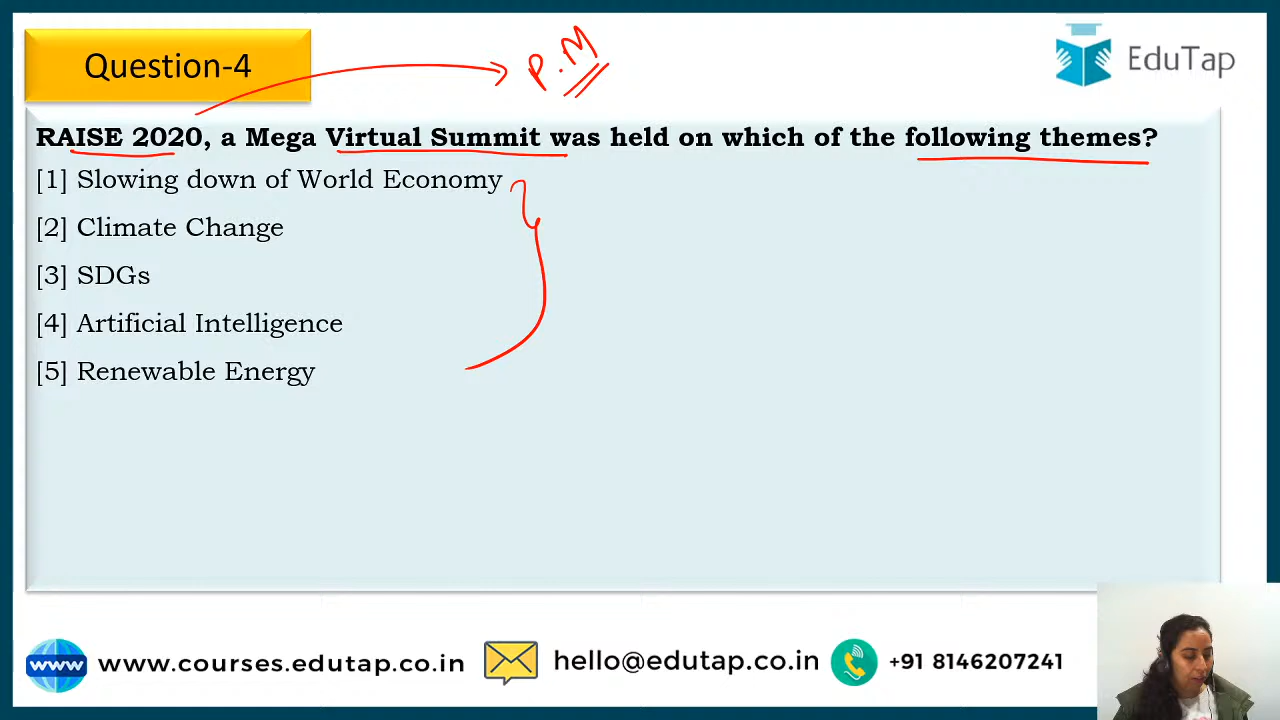 Question-4
P.M
EduTap
RAISE 2020, a Mega Virtual Summit was held on which of the following themes?
[1] Slowing down of World Economy
[2] Climate Change
[3] SDGs
[4] Artificial Intelligence
[5] Renewable Energy
www www.courses.edutap.co.in hello@edutap.co.in +91 8146207241